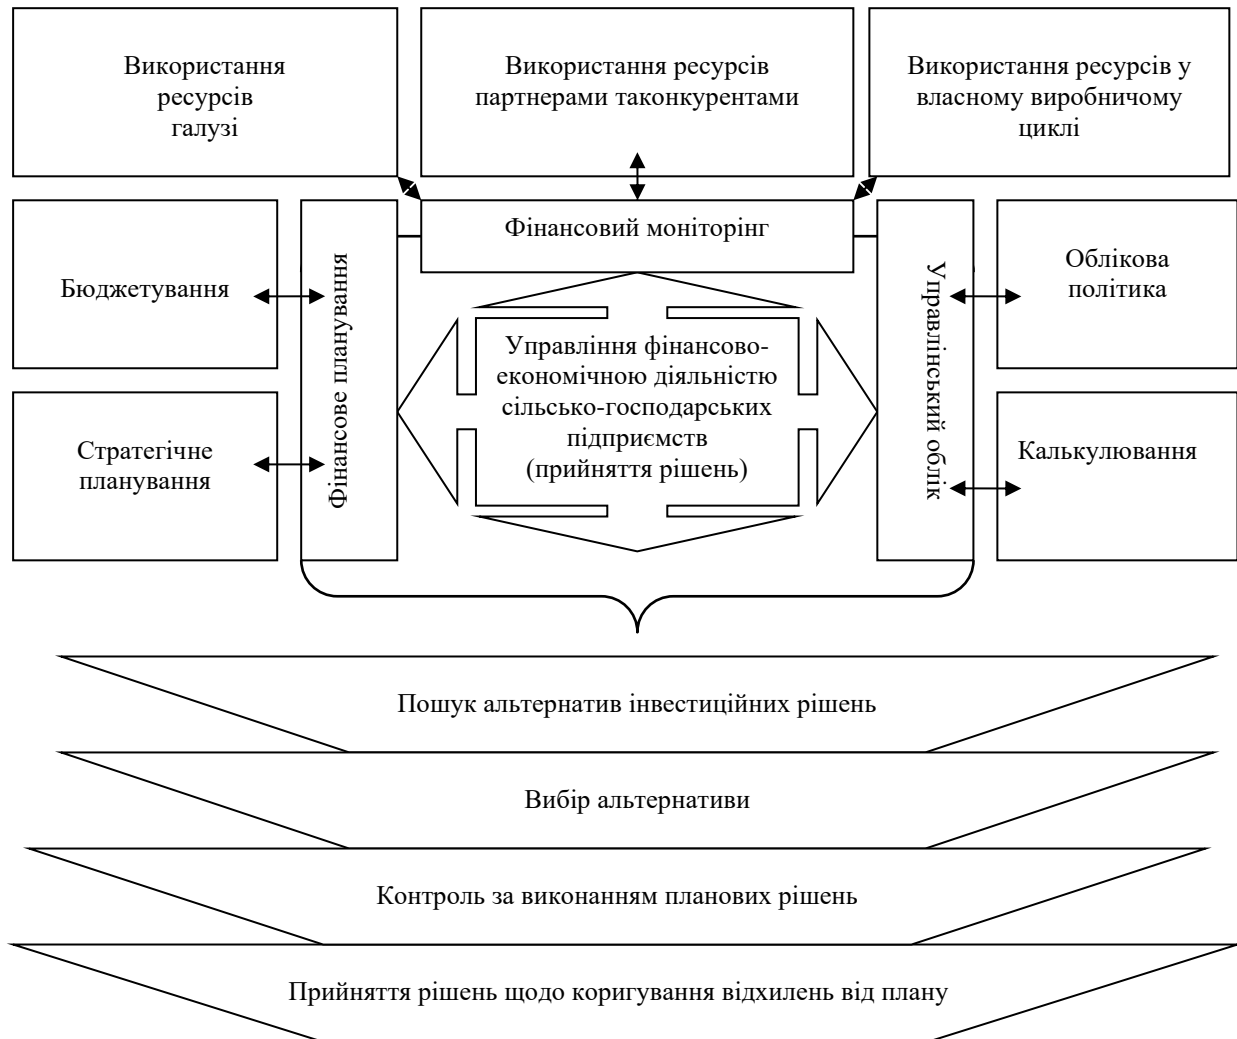 Використання
ресурсів
галузі
Використання ресурсів
партнерами таконкурентами
Використання ресурсів у
власному виробничому
циклі
Фінансовий моніторінг
Бюджетування
Стратегічне
планування
Фінансове планування
Управління фінансово-
економічною діяльністю
сільсько-господарських
підприємств
(прийняття рішень)
Управлінський облік
Облікова
політика
Калькулювання
Пошук альтернатив інвестиційних рішень
Вибір альтернативи
Контроль за виконанням планових рішень
Прийняття рішень щодо коригування відхилень від плану